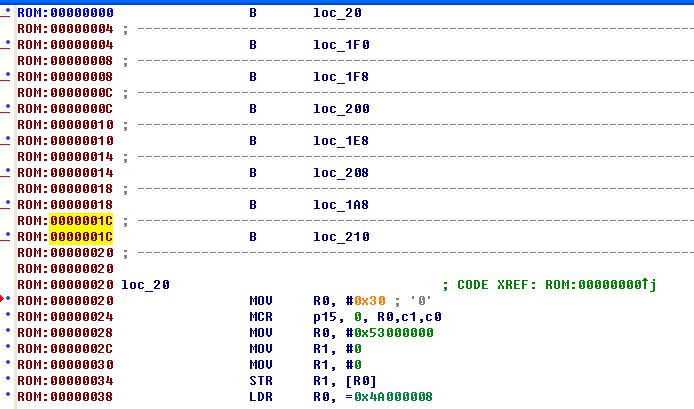 ROM:00000000 B loc_20
ROM:00000004 ; ---------------------------------------------------------------------------
ROM:00000004 B loc_1F0
ROM:00000008 ; ---------------------------------------------------------------------------
ROM:00000008 B loc_1F8
ROM:0000000C ; ---------------------------------------------------------------------------
ROM:0000000C B loc_200
ROM:00000010 ; ---------------------------------------------------------------------------
ROM:00000010 B loc_1E8
ROM:00000014 ; ---------------------------------------------------------------------------
ROM:00000014 B loc_208
ROM:00000018 ; ---------------------------------------------------------------------------
ROM:00000018 B loc_1A8
ROM:0000001C ; ---------------------------------------------------------------------------
ROM:0000001C B loc_210
ROM:00000020 ; ---------------------------------------------------------------------------
ROM:00000020
ROM:00000020 loc_20 ; CODE XREF: ROM:00000000↑j
ROM:00000020 MOV R0, #0x30 ; '0'
ROM:00000024 MCR p15, 0, R0,c1,c0
ROM:00000028 MOV R0, #0x53000000
ROM:0000002C MOV R1, #0
ROM:00000030 MOV R1, #0
ROM:00000034 STR R1, [R0]
ROM:00000038 LDR R0, =0x4A000008